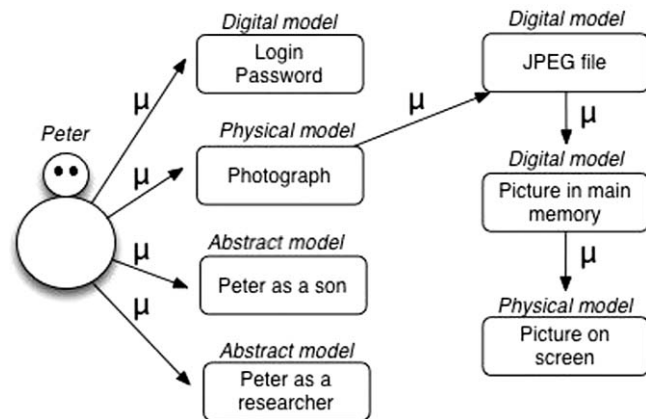 Digital model
Login
Password
μ
Peter
Physical model
Photograph
μ
Abstract model
Peter as a son
μ
Abstract model
Peter as a
researcher
μ
μ
Digital model
JPEG file
μ
Digital model
Picture in main
memory
μ
Physical model
Picture on
screen